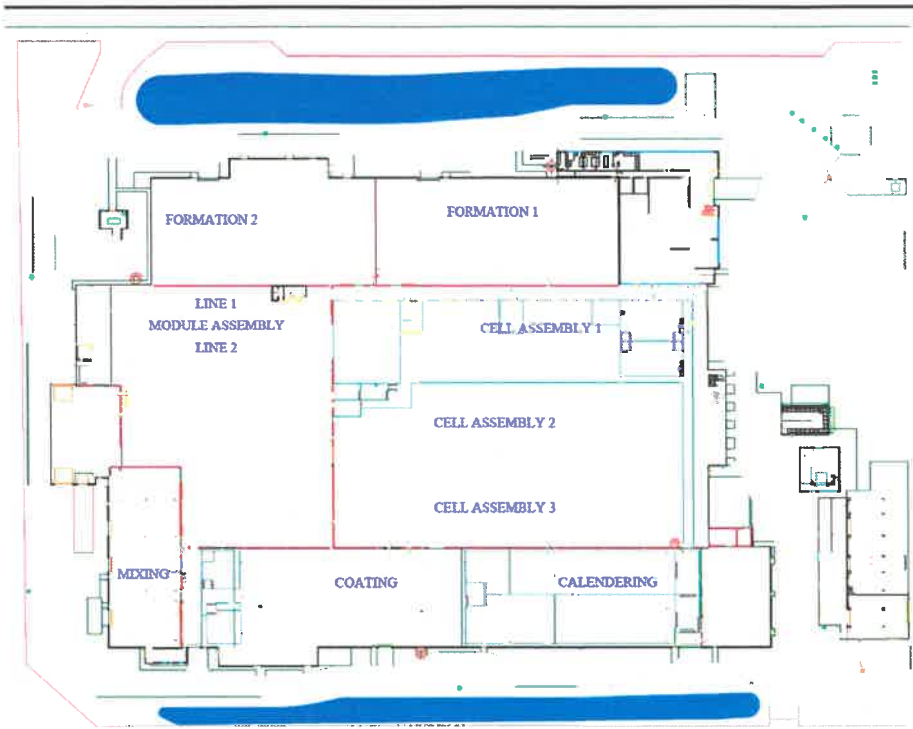 FORMATION 2
FORMATION 1
LINE 1
MODULE ASSEMBLY
LINE 2
CELL ASSEMBLY 1
CELL ASSEMBLY 2
CELL ASSEMBLY 3
MIXING
COATING
CALENDERING